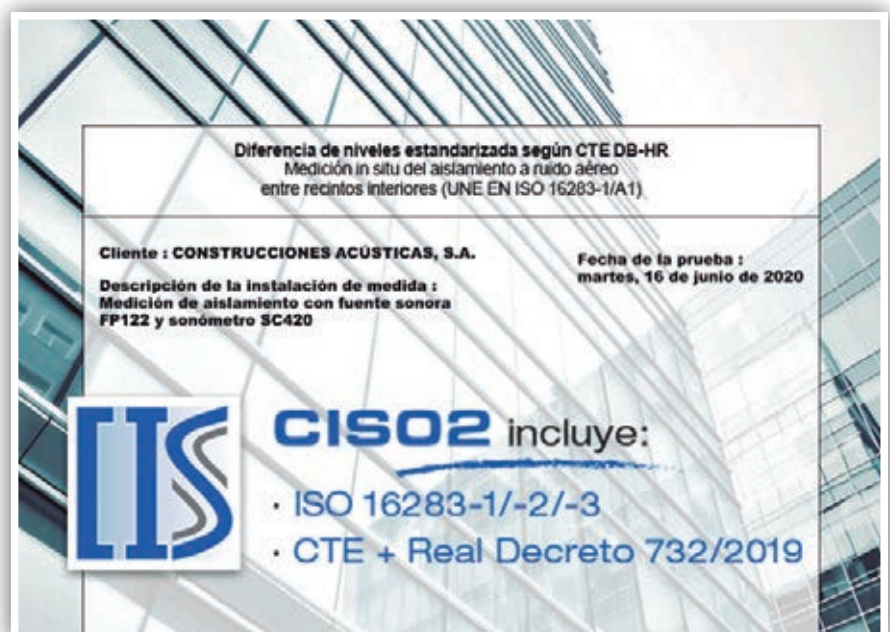 Diferencia de niveles estandarizada según CTE DB-HR
Medición in situ del aislamiento a ruido aéreo
entre recintos interiores (UNE EN ISO 16283-1/A1)
Cliente : CONSTRUCCIONES ACÚSTICAS, S.A.
Descripción de la instalación de medida :
Medición de aislamiento con fuente sonora
FP122 y sonómetro SC420
Fecha de la prueba :
martes, 16 de junio de 2020
IIS
CISO2 incluye:
· ISO 16283-1/-2/-3
· CTE + Real Decreto 732/2019